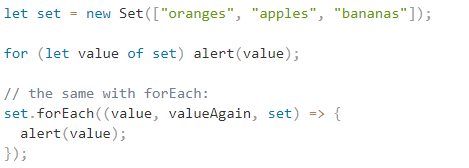 let set = new Set(["oranges", "apples", "bananas"]);
for (let value of set) alert(value);
// the same with forEach:
set.forEach((value, valueAgain, set) => {
  alert(value);
});